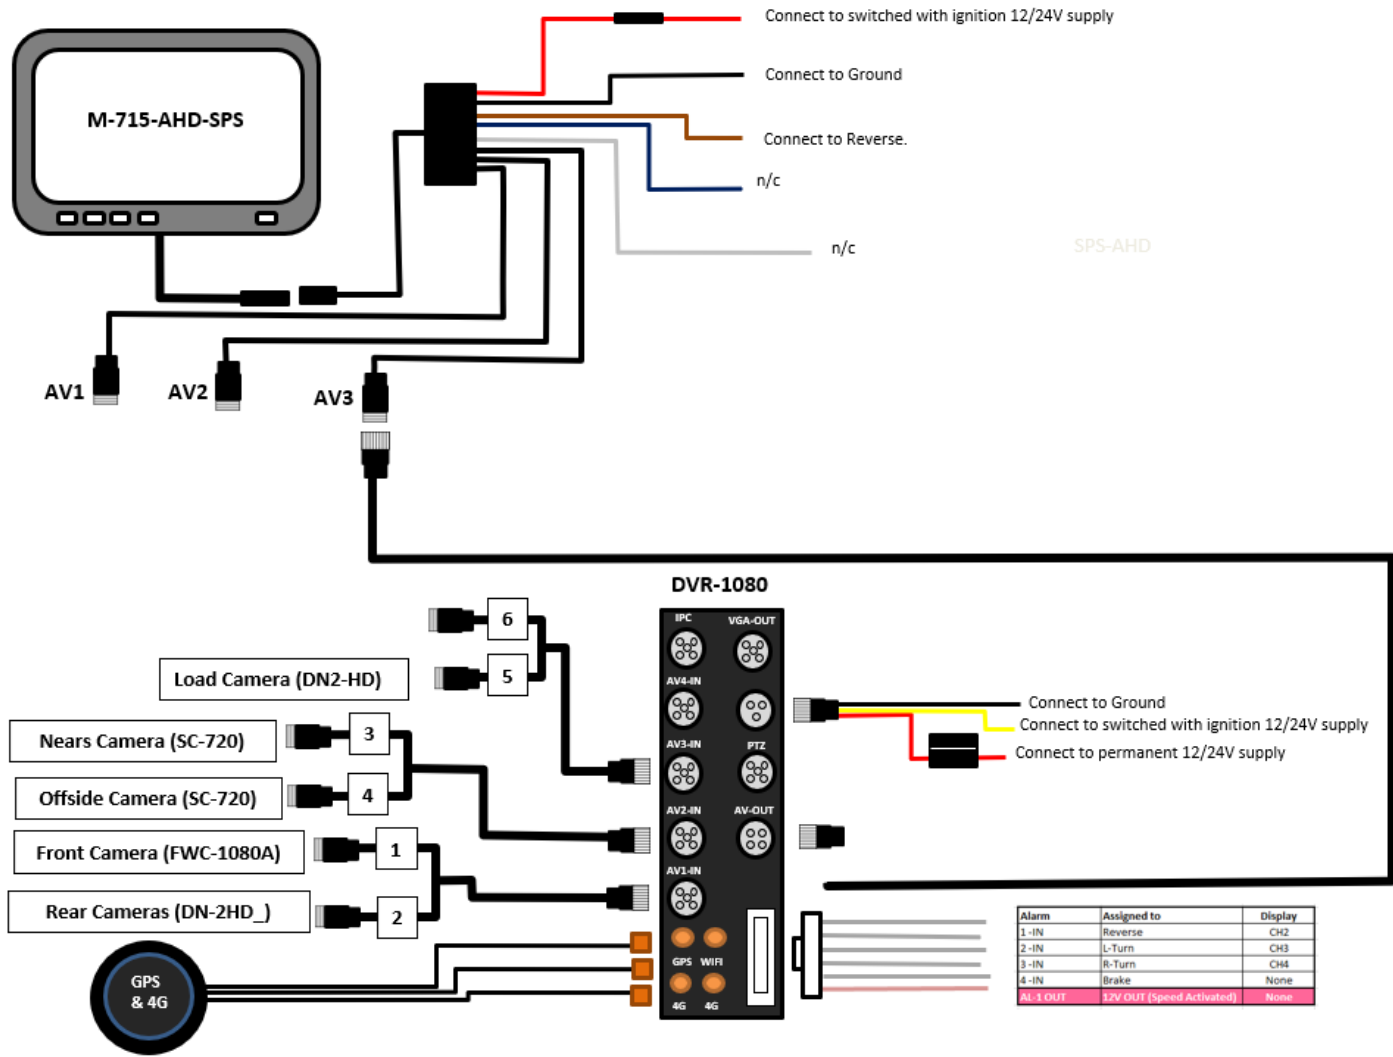 Connect to switched with ignition 12/24V supply
Connect to Ground
M-715-AHD-SPS
Connect to Reverse.
n/c
n/c
SPS-AHD
AV1
AV2
AV3
DVR-1080
IPC
VGA-OUT
6
Load Camera (DN2-HD)
5
AV4-IN
Connect to Ground
Connect to switched with ignition 12/24V supply
Connect to permanent 12/24V supply
Nears Camera (SC-720)
3
AV3-IN
PTZ
Offside Camera (SC-720)
4
AV2-IN
AV-OUT
Front Camera (FWC-1080A)
1
AV1-IN
Rear Cameras (DN-2HD_)
2
GPS
WIFI
4G
4G
GPS
& 4G
Alarm Assigned to Display
1 -IN Reverse CH2
2 -IN L-Turn CH3
3 -IN R-Turn CH4
4 -IN Brake None
AL-1 OUT 12V OUT (Speed Activated) None